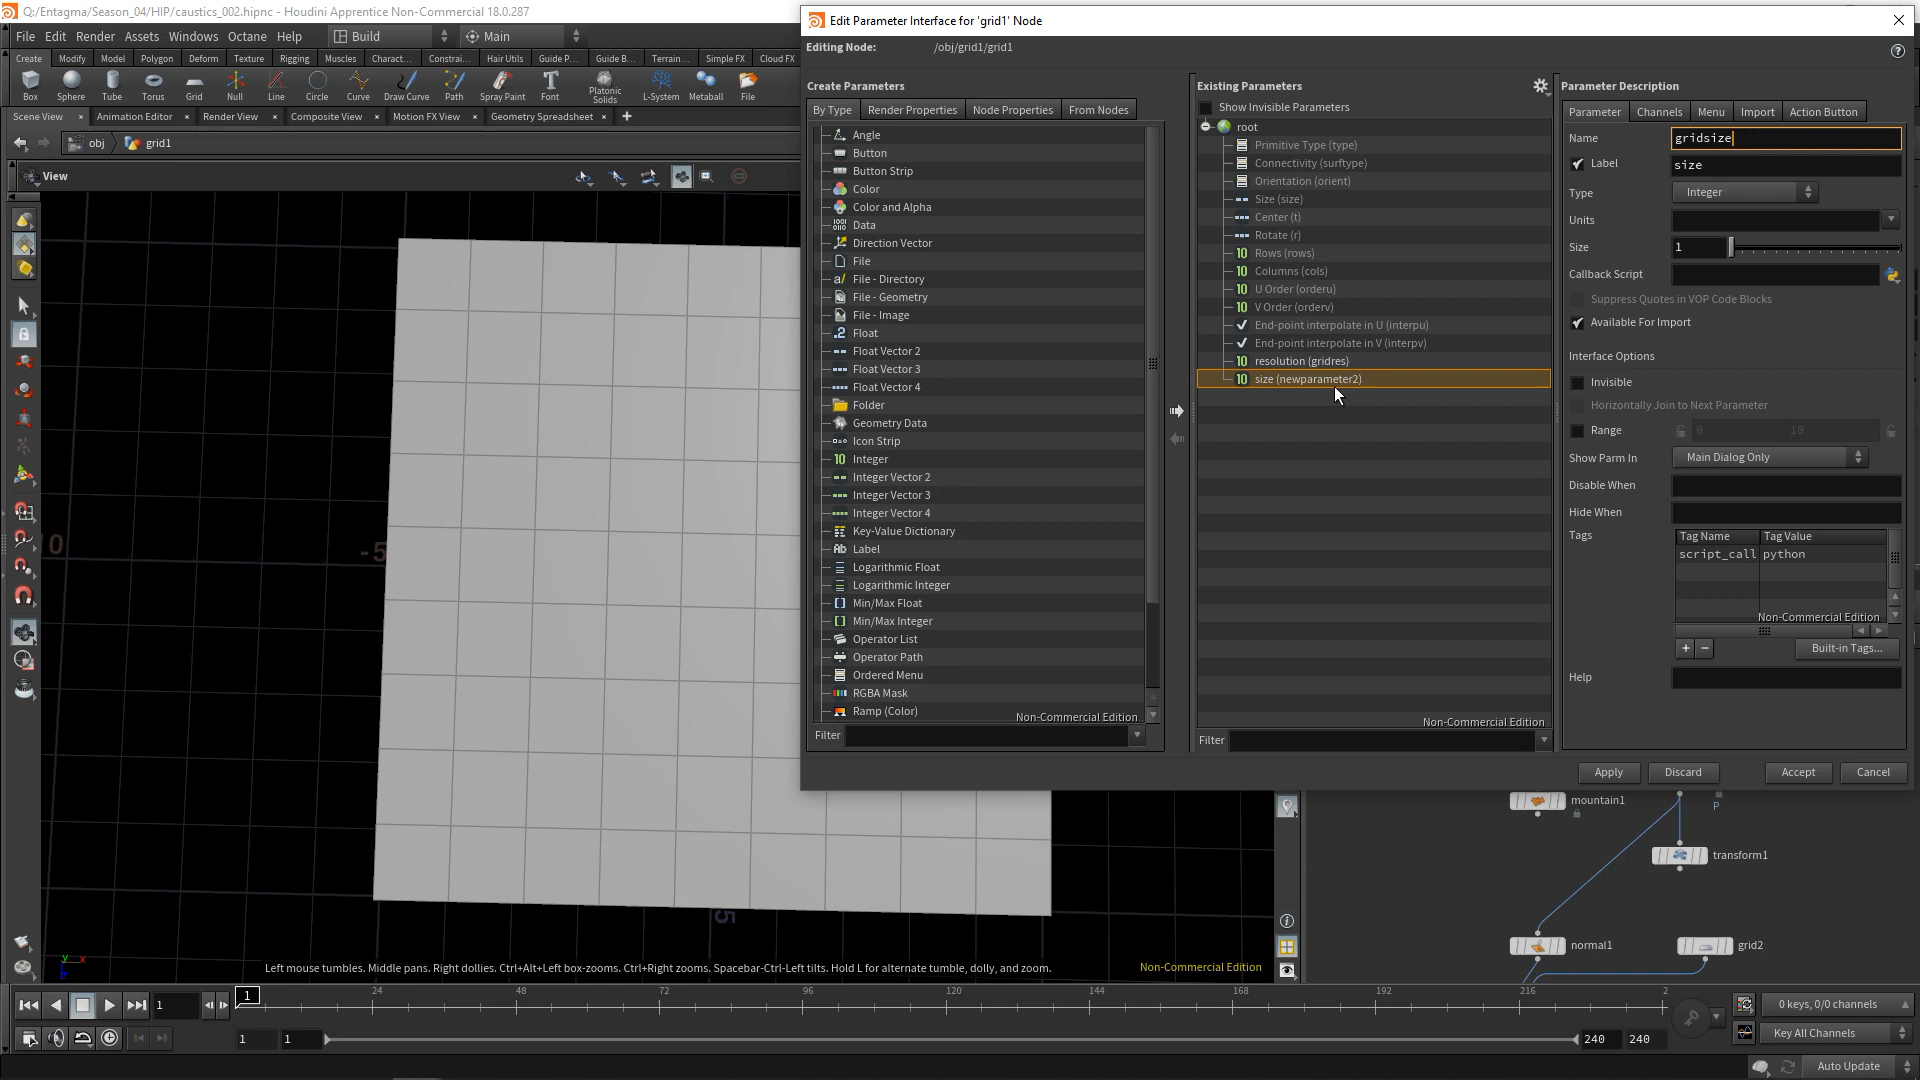 Q:/Entagma/Season_04/HIP/caustics_002.hipnc - Houdini Apprentice Non-Commercial 18.0.287
File Edit Render Assets Windows Octane Help Build Main
Create Modify Model Polygon Deform Texture Rigging Muscles Charact... Constrai... Hair Utils Guide P... Guide B... Terrain... Simple FX Cloud FX
Box Sphere Tube Torus Grid Null Line Circle Curve Draw Curve Path Spray Paint Font Platonic Solids L-System Metaball File
Scene View Animation Editor Render View Composite View Motion FX View Geometry Spreadsheet
obj grid1
View
0
-5
5
Left mouse tumbles. Middle pans. Right dollies. Ctrl+Alt+Left box-zooms. Ctrl+Right zooms. Spacebar-Ctrl-Left tilts. Hold L for alternate tumble, dolly, and zoom.
Non-Commercial Edition
Edit Parameter Interface for 'grid1' Node
Editing Node: /obj/grid1/grid1
Create Parameters
By Type Render Properties Node Properties From Nodes
Angle
Button
Button Strip
Color
Color and Alpha
Data
Direction Vector
File
File - Directory
File - Geometry
File - Image
Float
Float Vector 2
Float Vector 3
Float Vector 4
Folder
Geometry Data
Icon Strip
Integer
Integer Vector 2
Integer Vector 3
Integer Vector 4
Key-Value Dictionary
Label
Logarithmic Float
Logarithmic Integer
Min/Max Float
Min/Max Integer
Operator List
Operator Path
Ordered Menu
RGBA Mask
Ramp (Color)
Non-Commercial Edition
Filter
Existing Parameters
Show Invisible Parameters
root
Primitive Type (type)
Connectivity (surftype)
Orientation (orient)
Size (size)
Center (t)
Rotate (r)
Rows (rows)
Columns (cols)
U Order (orderu)
V Order (orderv)
End-point interpolate in U (interpu)
End-point interpolate in V (interpv)
resolution (gridres)
size (newparameter2)
Non-Commercial Edition
Filter
Parameter Description
Parameter Channels Menu Import Action Button
Name gridsize
Label size
Type Integer
Units
Size 1
Callback Script
Suppress Quotes in VOP Code Blocks
Available For Import
Interface Options
Invisible
Horizontally Join to Next Parameter
Range 0 10
Show Parm In Main Dialog Only
Disable When
Hide When
Tags Tag Name Tag Value
script_call python
Non-Commercial Edition
+ - Built-in Tags...
Help
Apply Discard Accept Cancel
mountain1
P
transform1
normal1 grid2
1 1 24 48 72 96 120 144 168 192 216 2
0 keys, 0/0 channels
1 1 240 240 Key All Channels
Auto Update